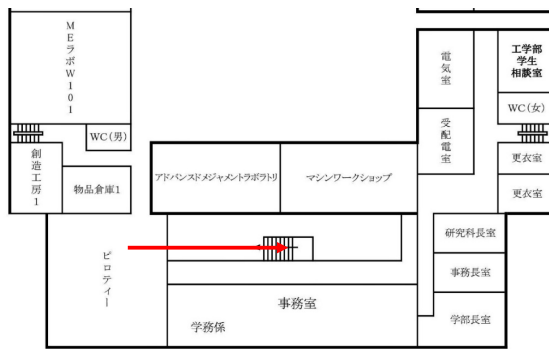 MEラボW101
電気室
工学部
学生
相談室
WC(男)
受配電室
WC(女)
創造工房1
物品倉庫1
アドバンスドメジャメントラボラトリ
マシンワークショップ
更衣室
更衣室
ピロティー
研究科長室
事務長室
事務室
学務係
学部長室